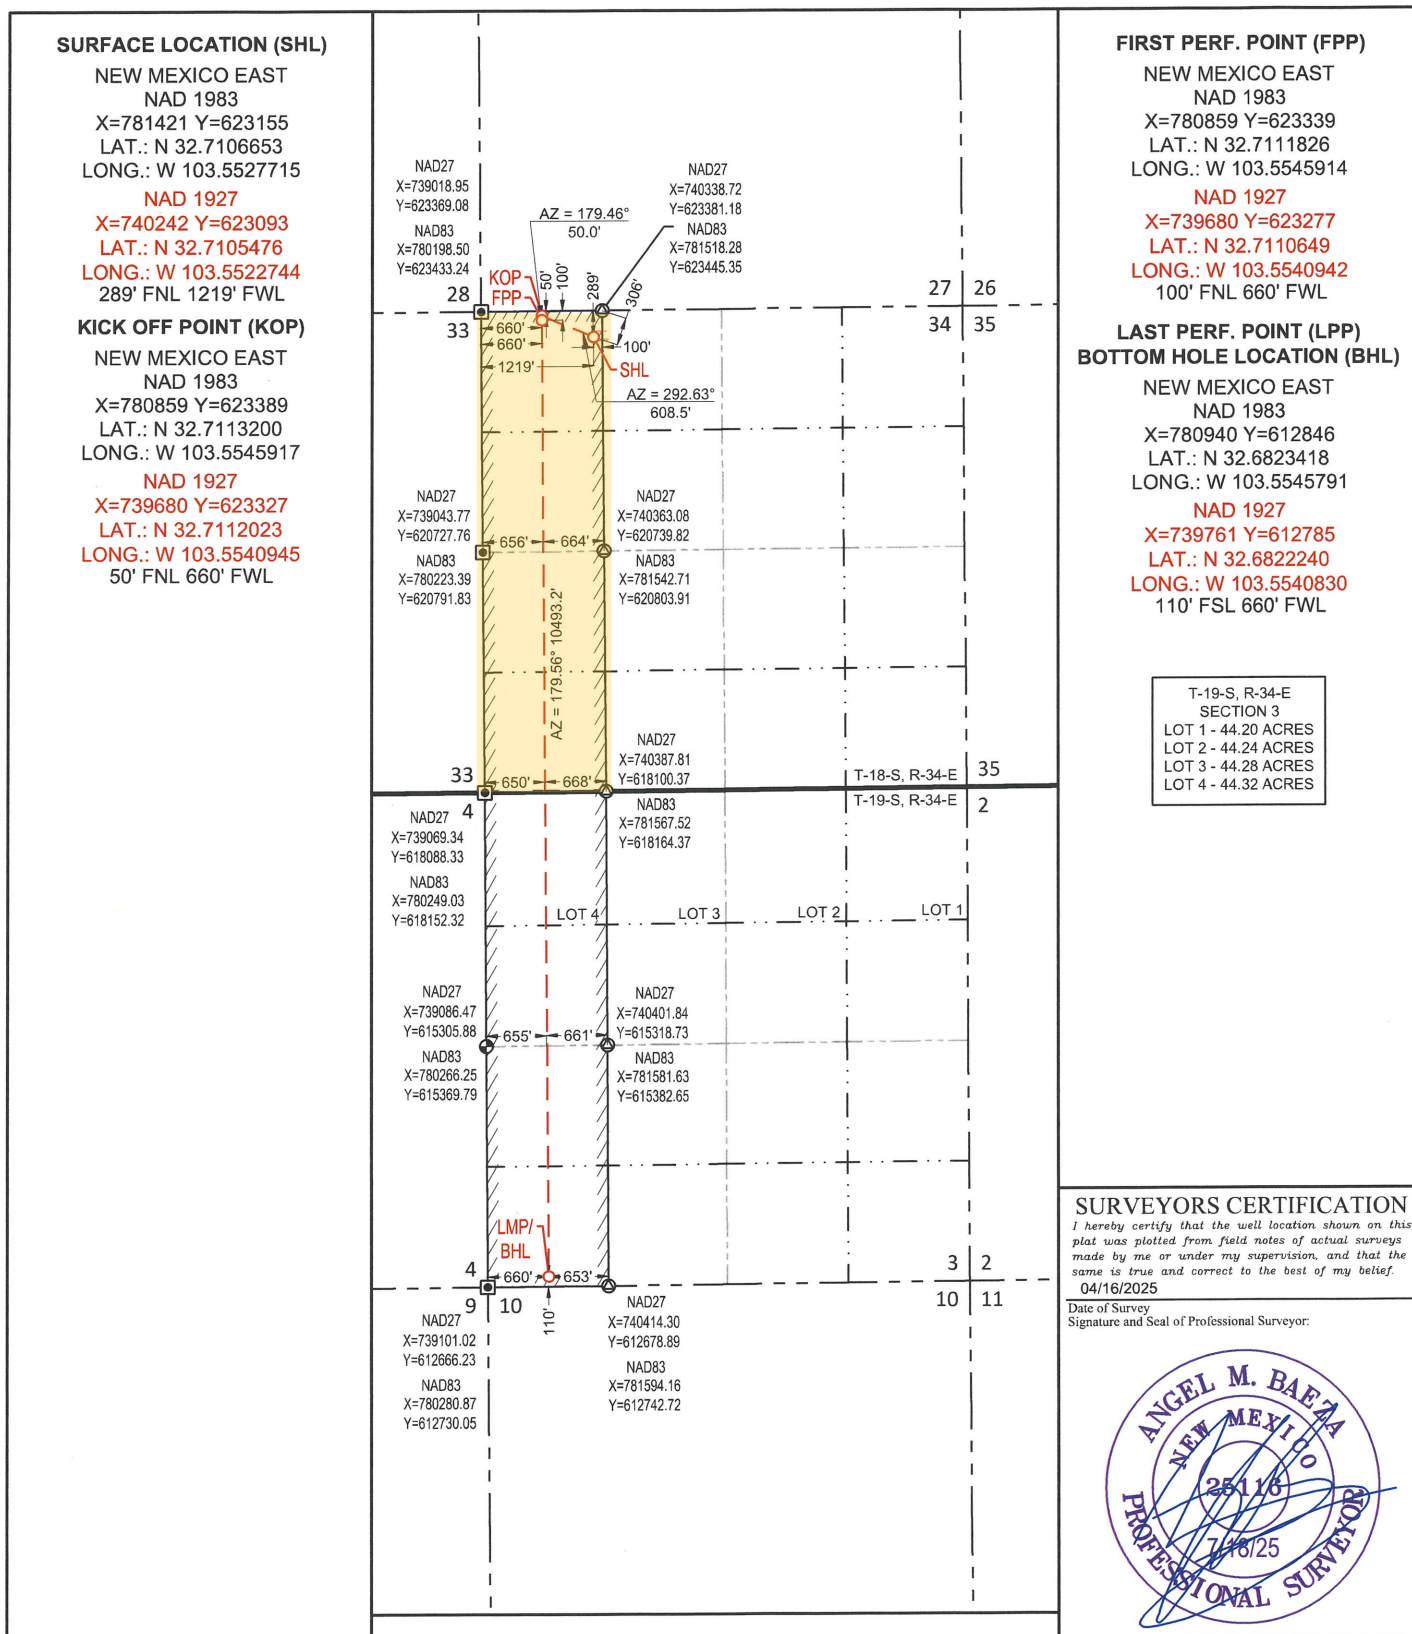 SURFACE LOCATION (SHL)
NEW MEXICO EAST
NAD 1983
X=781421 Y=623155
LAT.: N 32.7106653
LONG.: W 103.5527715
NAD 1927
X=740242 Y=623093
LAT.: N 32.7105476
LONG.: W 103.5522744
289' FNL 1219' FWL
KICK OFF POINT (KOP)
NEW MEXICO EAST
NAD 1983
X=780859 Y=623389
LAT.: N 32.7113200
LONG.: W 103.5545917
NAD 1927
X=739680 Y=623327
LAT.: N 32.7112023
LONG.: W 103.5540945
50' FNL 660' FWL
NAD27
X=739018.95
Y=623369.08
NAD83
X=780198.50
Y=623433.24
AZ = 179.46°
50.0'
NAD27
X=740338.72
Y=623381.18
NAD83
X=781518.28
Y=623445.35
KOP
FPP
50'
100'
289'
306'
28
33
27
26
34
35
660'
660'
1219'
100'
SHL
AZ = 292.63°
608.5'
NAD27
X=739043.77
Y=620727.76
NAD83
X=780223.39
Y=620791.83
656'
664'
NAD27
X=740363.08
Y=620739.82
NAD83
X=781542.71
Y=620803.91
AZ = 179.56° 10493.2'
NAD27
X=740387.81
Y=618100.37
NAD83
X=781567.52
Y=618164.37
33
4
650'
668'
T-18-S, R-34-E
T-19-S, R-34-E
35
2
NAD27
X=739069.34
Y=618088.33
NAD83
X=780249.03
Y=618152.32
LOT 4
LOT 3
LOT 2
LOT 1
NAD27
X=739086.47
Y=615305.88
NAD83
X=780266.25
Y=615369.79
655'
661'
NAD27
X=740401.84
Y=615318.73
NAD83
X=781581.63
Y=615382.65
LMP/
BHL
4
9
10
660'
653'
110'
3
2
10
11
NAD27
X=739101.02
Y=612666.23
NAD83
X=780280.87
Y=612730.05
NAD27
X=740414.30
Y=612678.89
NAD83
X=781594.16
Y=612742.72
FIRST PERF. POINT (FPP)
NEW MEXICO EAST
NAD 1983
X=780859 Y=623339
LAT.: N 32.7111826
LONG.: W 103.5545914
NAD 1927
X=739680 Y=623277
LAT.: N 32.7110649
LONG.: W 103.5540942
100' FNL 660' FWL
LAST PERF. POINT (LPP)
BOTTOM HOLE LOCATION (BHL)
NEW MEXICO EAST
NAD 1983
X=780940 Y=612846
LAT.: N 32.6823418
LONG.: W 103.5545791
NAD 1927
X=739761 Y=612785
LAT.: N 32.6822240
LONG.: W 103.5540830
110' FSL 660' FWL
T-19-S, R-34-E
SECTION 3
LOT 1 - 44.20 ACRES
LOT 2 - 44.24 ACRES
LOT 3 - 44.28 ACRES
LOT 4 - 44.32 ACRES
SURVEYORS CERTIFICATION
I hereby certify that the well location shown on this
plat was plotted from field notes of actual surveys
made by me or under my supervision, and that the
same is true and correct to the best of my belief.
04/16/2025
Date of Survey
Signature and Seal of Professional Surveyor:
ANGEL M. BAEZA
NEW MEXICO
25116
7/18/25
PROFESSIONAL SURVEYOR